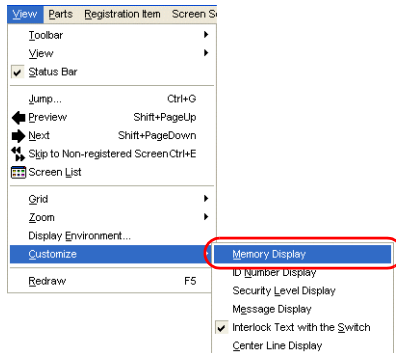 View Parts Registration Item Screen S
Toolbar
View
Status Bar
Jump... Ctrl+G
Preview Shift+PageUp
Next Shift+PageDown
Skip to Non-registered Screen Ctrl+E
Screen List
Grid
Zoom
Display Environment...
Customize
Redraw F5
Memory Display
ID Number Display
Security Level Display
Message Display
Interlock Text with the Switch
Center Line Display